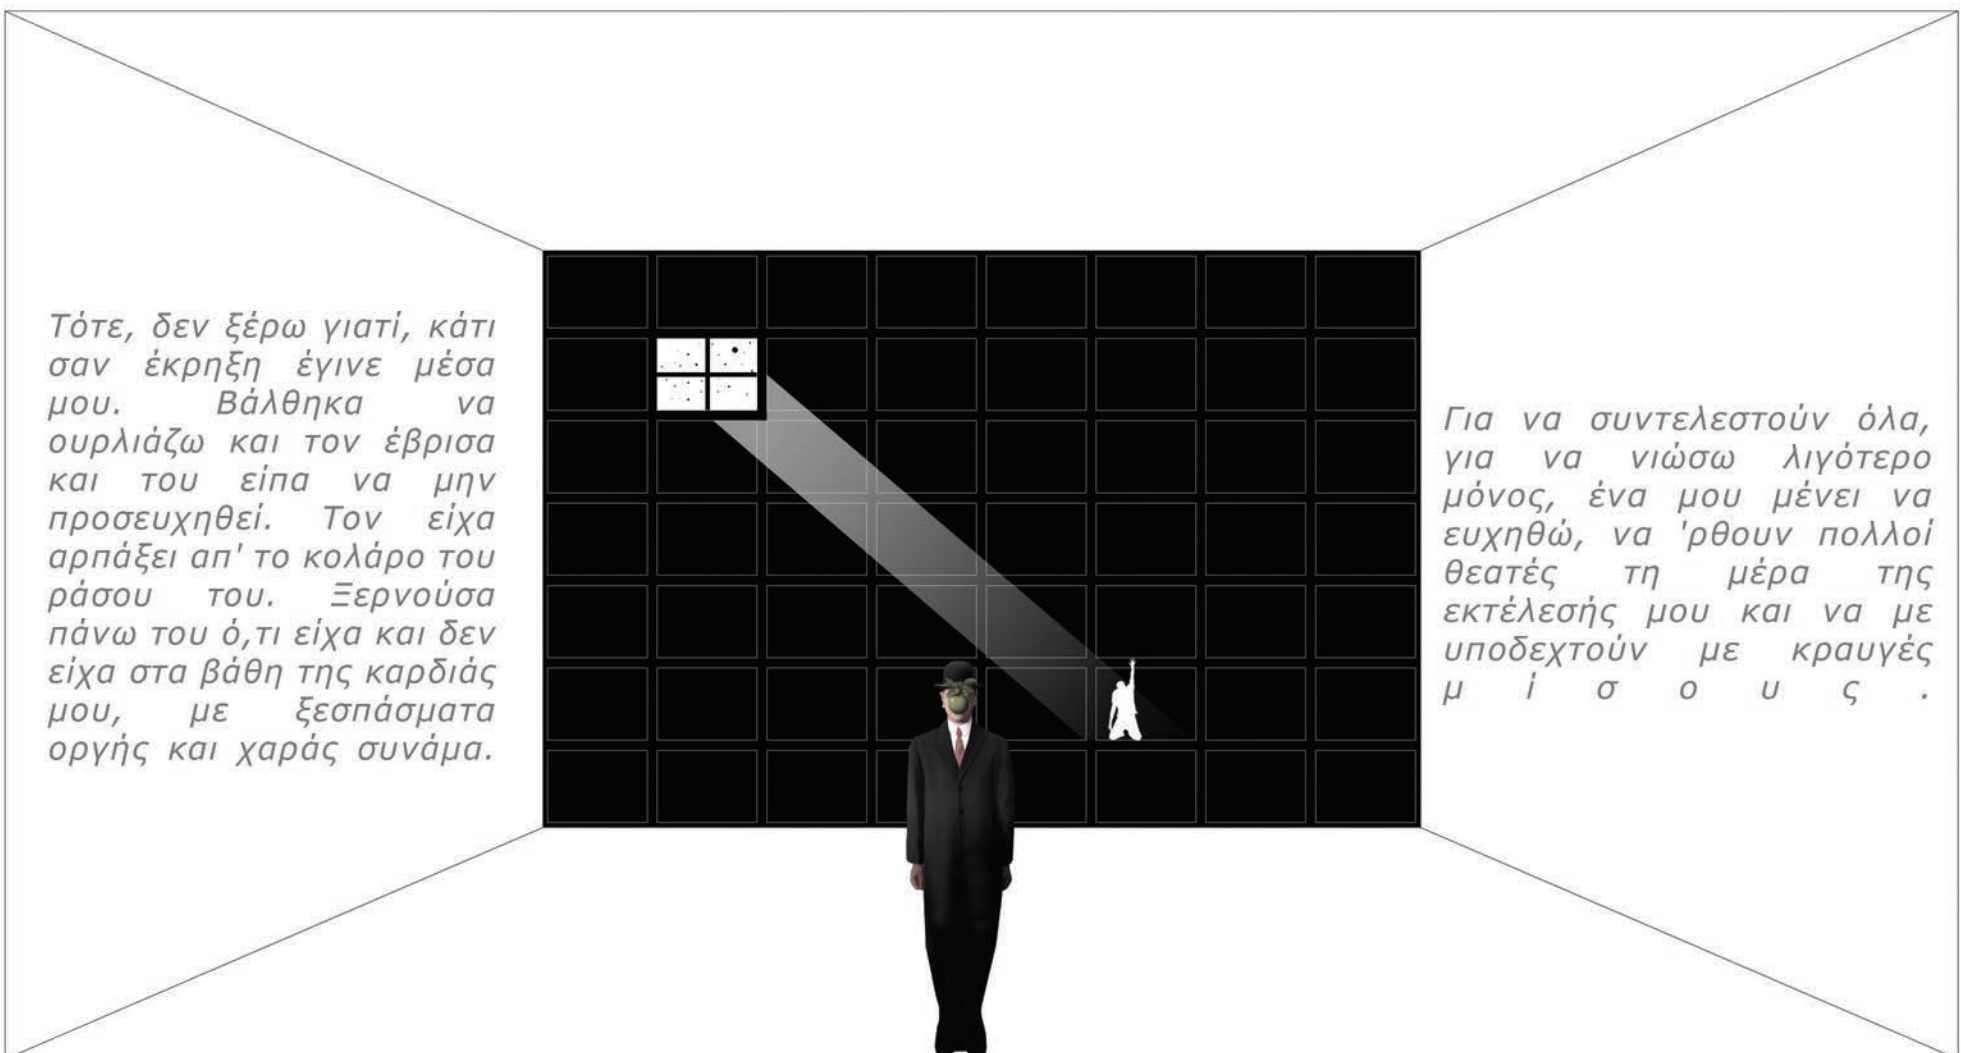 Τότε, δεν ξέρω γιατί, κάτι
σαν έκρηξη έγινε μέσα
μου. Βάλθηκα να
ουρλιάζω και τον έβρισα
και του είπα να μην
προσευχηθεί. Τον είχα
αρπάξει απ' το κολάρο του
ράσου του. Ξερνούσα
πάνω του ό,τι είχα και δεν
είχα στα βάθη της καρδιάς
μου, με ξεσπάσματα
οργής και χαράς συνάμα.
Για να συντελεστούν όλα,
για να νιώσω λιγότερο
μόνος, ένα μου μένει να
ευχηθώ, να 'ρθουν πολλοί
θεατές τη μέρα της
εκτέλεσής μου και να με
υποδεχτούν με κραυγές
μ ί σ ο υ ς .